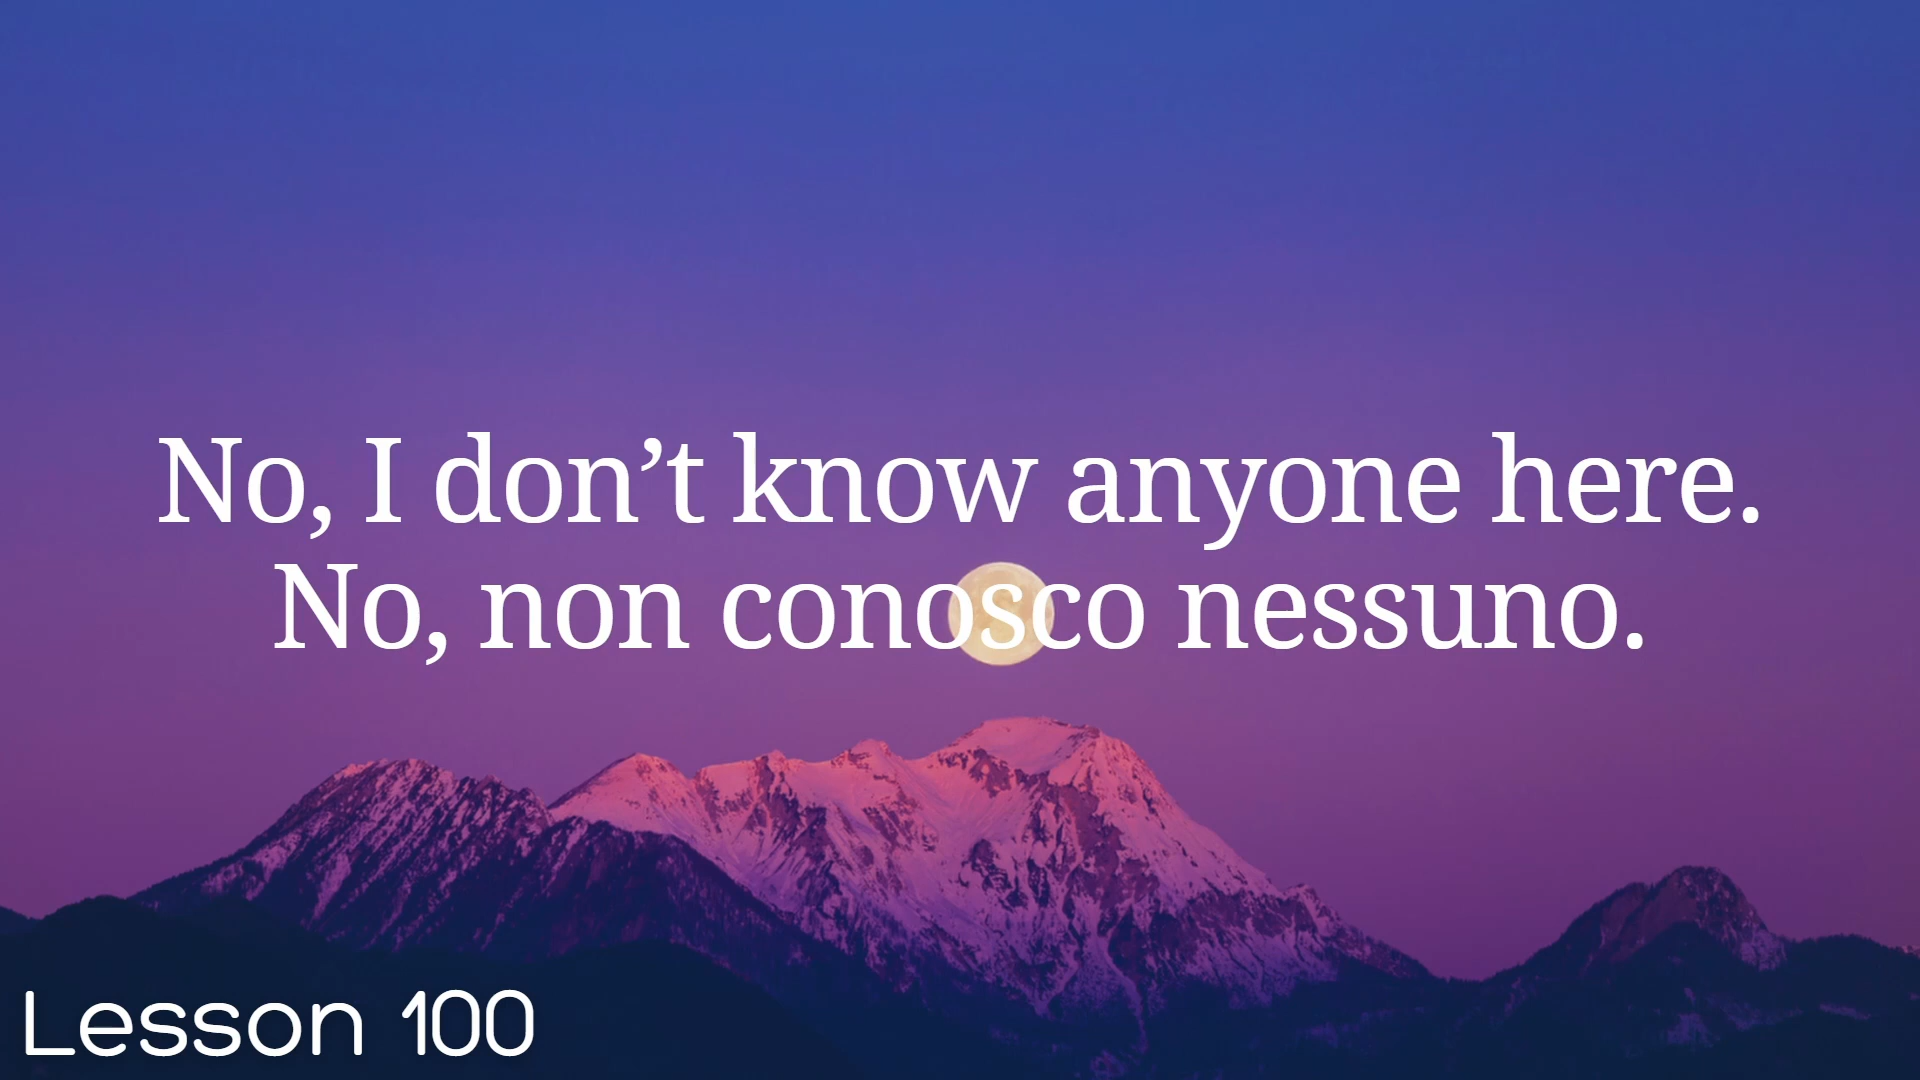 No, I don’t know anyone here.
No, non conosco nessuno.
Lesson 100